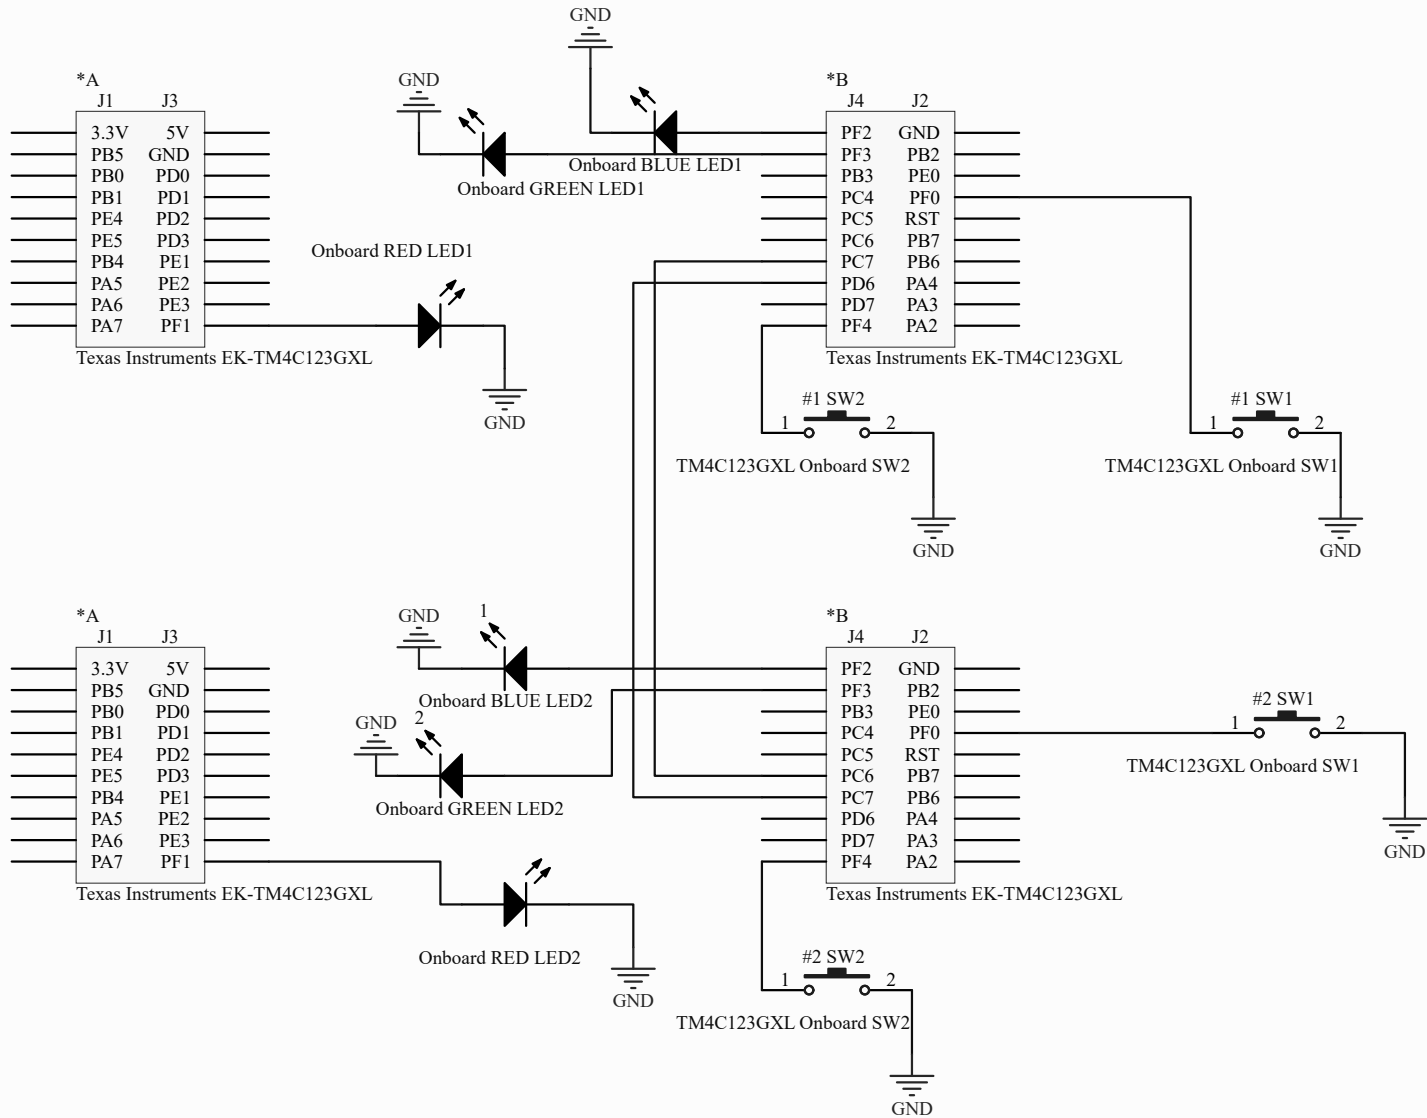 GND
*A
J1 J3
3.3V 5V
PB5 GND
PB0 PD0
PB1 PD1
PE4 PD2
PE5 PD3
PB4 PE1
PA5 PE2
PA6 PE3
PA7 PF1
Texas Instruments EK-TM4C123GXL
GND
Onboard BLUE LED1
Onboard GREEN LED1
Onboard RED LED1
GND
*B
J4 J2
PF2 GND
PF3 PB2
PB3 PE0
PC4 PF0
PC5 RST
PC6 PB7
PC7 PB6
PD6 PA4
PD7 PA3
PF4 PA2
Texas Instruments EK-TM4C123GXL
#1 SW2
1 2
TM4C123GXL Onboard SW2
GND
#1 SW1
1 2
TM4C123GXL Onboard SW1
GND
*A
J1 J3
3.3V 5V
PB5 GND
PB0 PD0
PB1 PD1
PE4 PD2
PE5 PD3
PB4 PE1
PA5 PE2
PA6 PE3
PA7 PF1
Texas Instruments EK-TM4C123GXL
GND
1
Onboard BLUE LED2
GND
2
Onboard GREEN LED2
Onboard RED LED2
GND
*B
J4 J2
PF2 GND
PF3 PB2
PB3 PE0
PC4 PF0
PC5 RST
PC6 PB7
PC7 PB6
PD6 PA4
PD7 PA3
PF4 PA2
Texas Instruments EK-TM4C123GXL
#2 SW1
1 2
TM4C123GXL Onboard SW1
GND
#2 SW2
1 2
TM4C123GXL Onboard SW2
GND